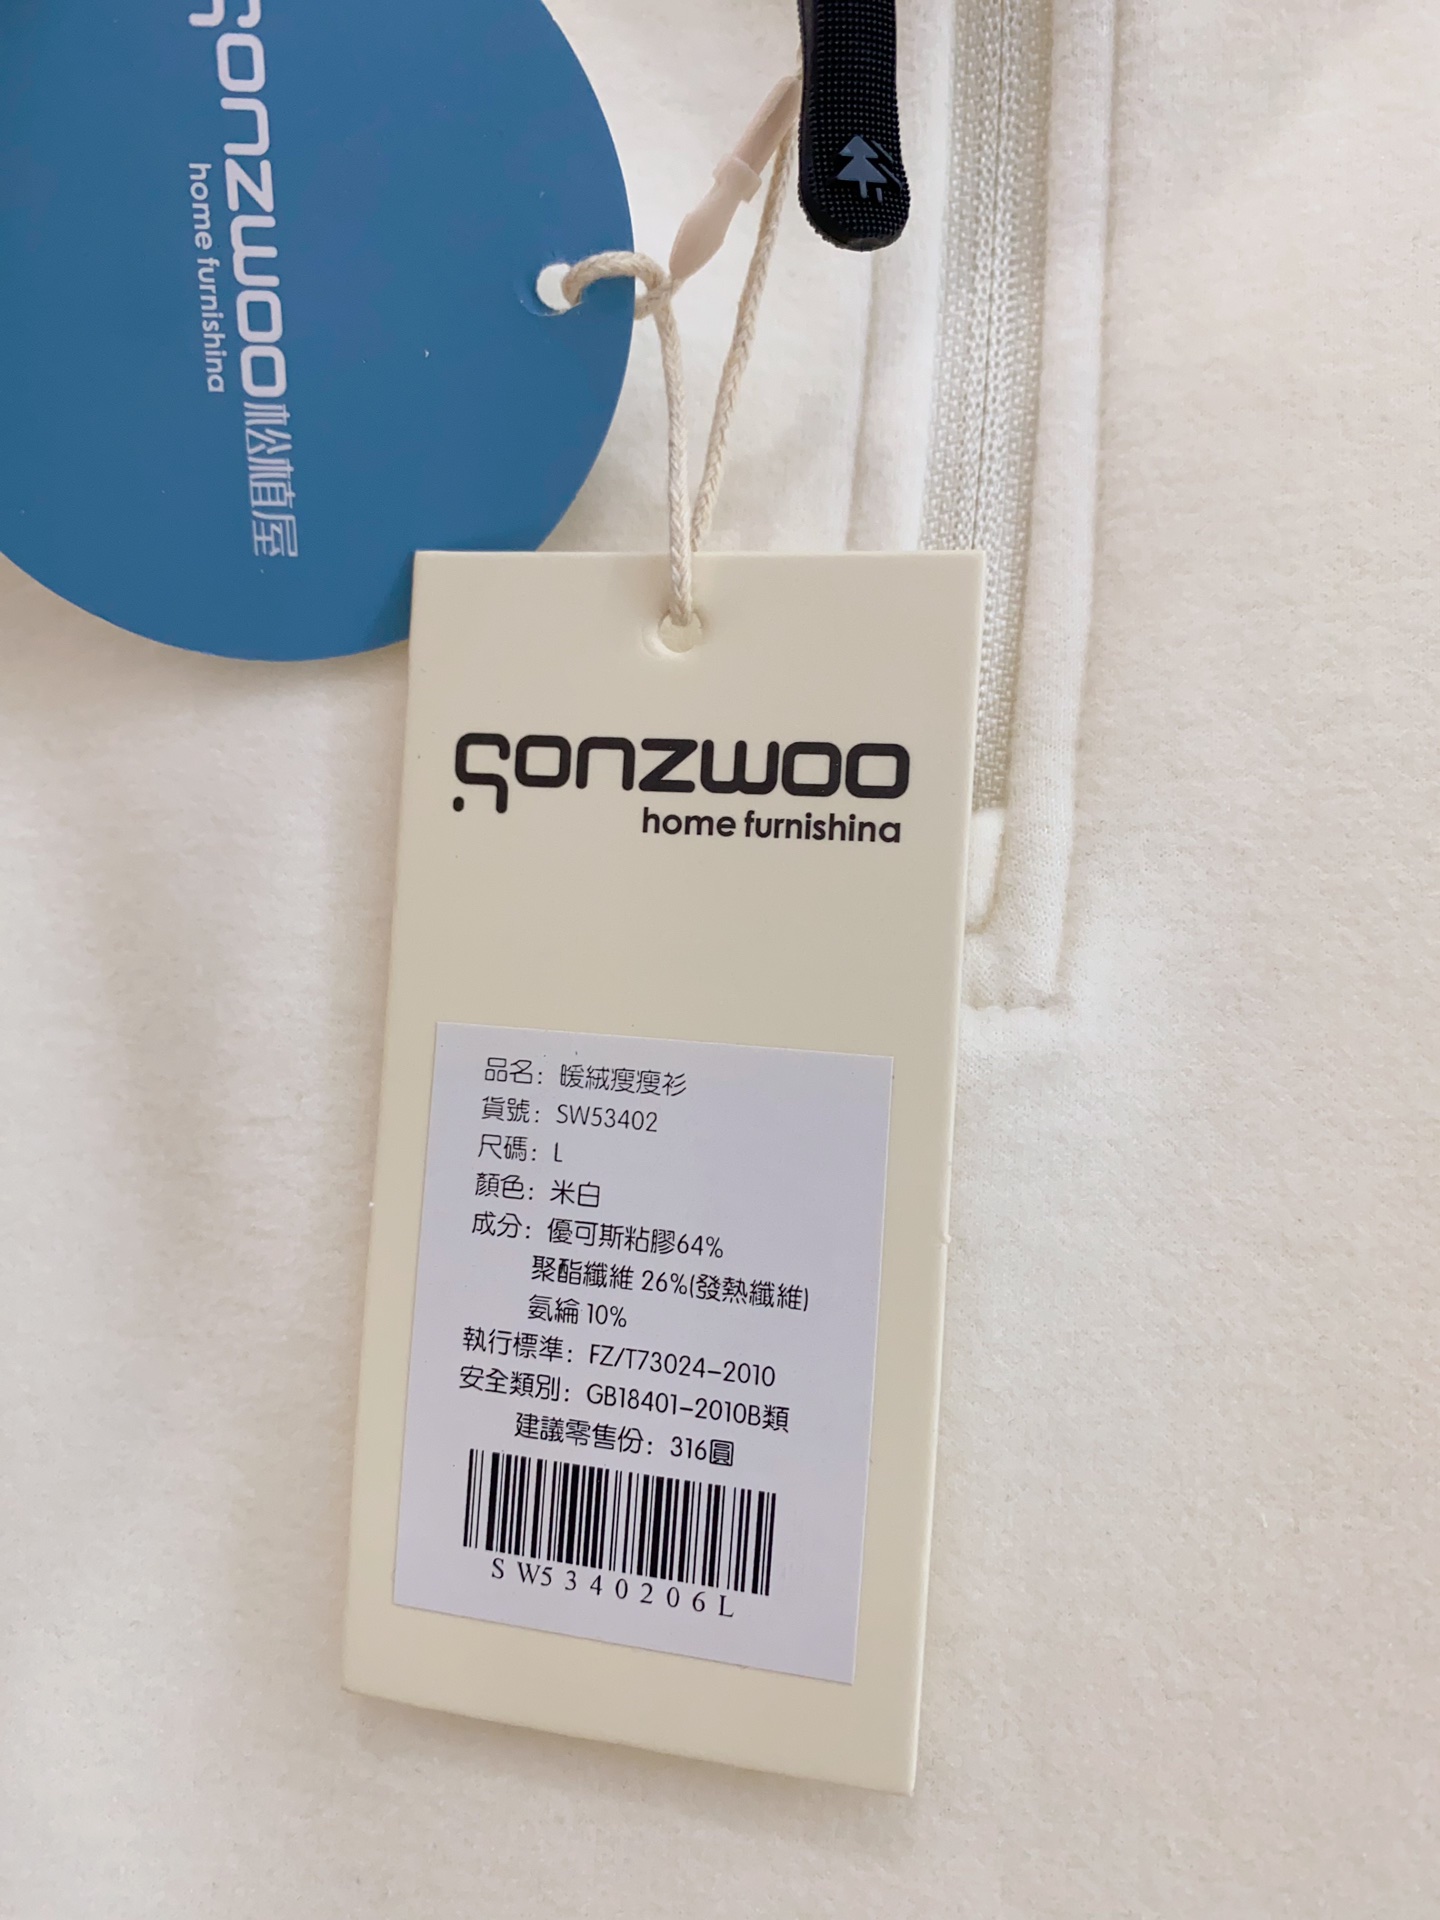 gonzwoo松植屋
home furnishina
gonzwoo
home furnishina
品名：暖絨瘦瘦衫
貨號：SW53402
尺碼：L
顏色：米白
成分：優可斯粘膠64%
聚酯纖維 26%(發熱纖維)
氨綸 10%
執行標準：FZ/T73024-2010
安全類別：GB18401-2010B類
建議零售份：316圓
SW5340206L